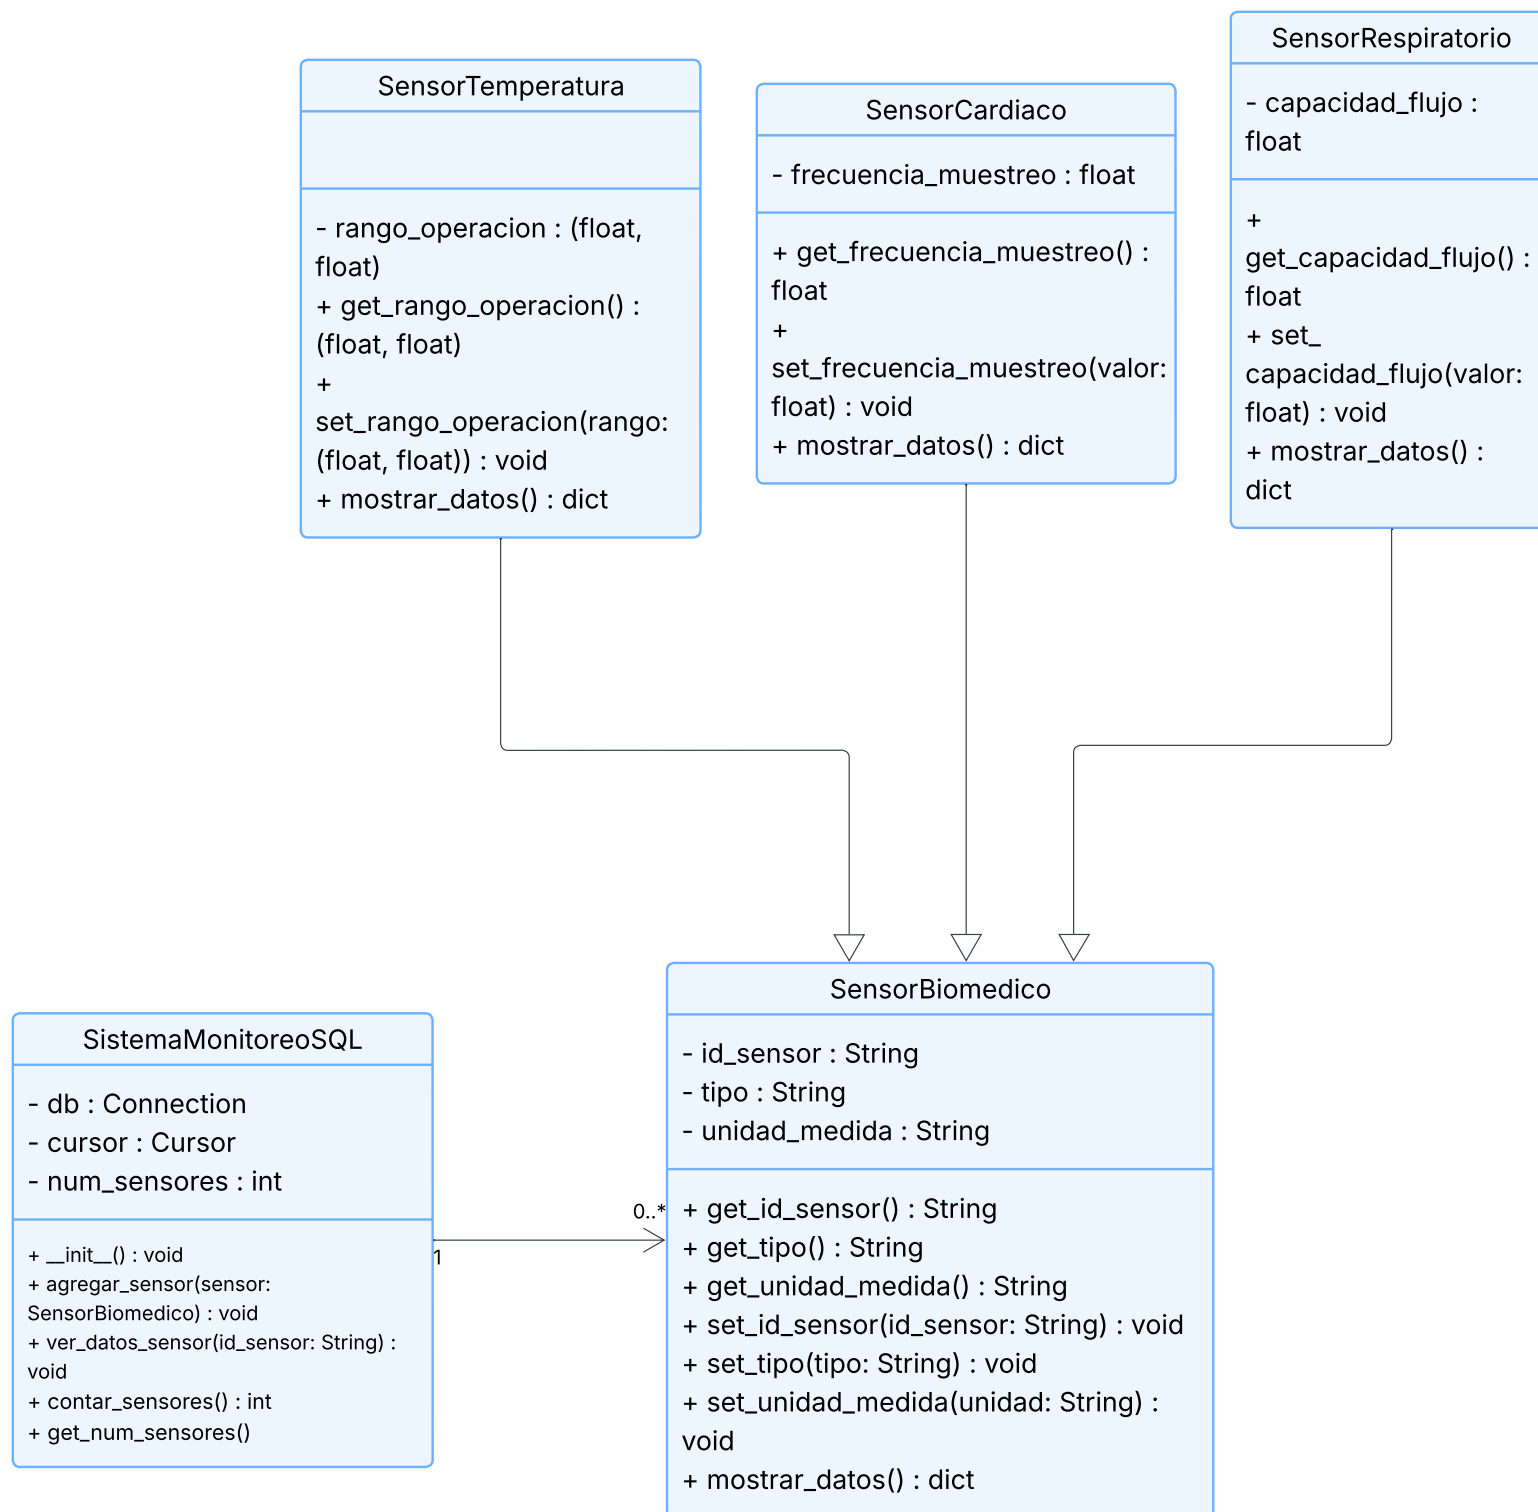 SensorTemperatura
- rango_operacion : (float,
float)
+ get_rango_operacion() :
(float, float)
+
set_rango_operacion(rango:
(float, float)) : void
+ mostrar_datos() : dict
SensorCardiaco
- frecuencia_muestreo : float
+ get_frecuencia_muestreo() :
float
+
set_frecuencia_muestreo(valor:
float) : void
+ mostrar_datos() : dict
SensorRespiratorio
- capacidad_flujo :
float
+
get_capacidad_flujo() :
float
+ set_
capacidad_flujo(valor:
float) : void
+ mostrar_datos() :
dict
SistemaMonitoreoSQL
- db : Connection
- cursor : Cursor
- num_sensores : int
+ __init__() : void
+ agregar_sensor(sensor:
SensorBiomedico) : void
+ ver_datos_sensor(id_sensor: String) :
void
+ contar_sensores() : int
+ get_num_sensores()
1
0..*
SensorBiomedico
- id_sensor : String
- tipo : String
- unidad_medida : String
+ get_id_sensor() : String
+ get_tipo() : String
+ get_unidad_medida() : String
+ set_id_sensor(id_sensor: String) : void
+ set_tipo(tipo: String) : void
+ set_unidad_medida(unidad: String) :
void
+ mostrar_datos() : dict